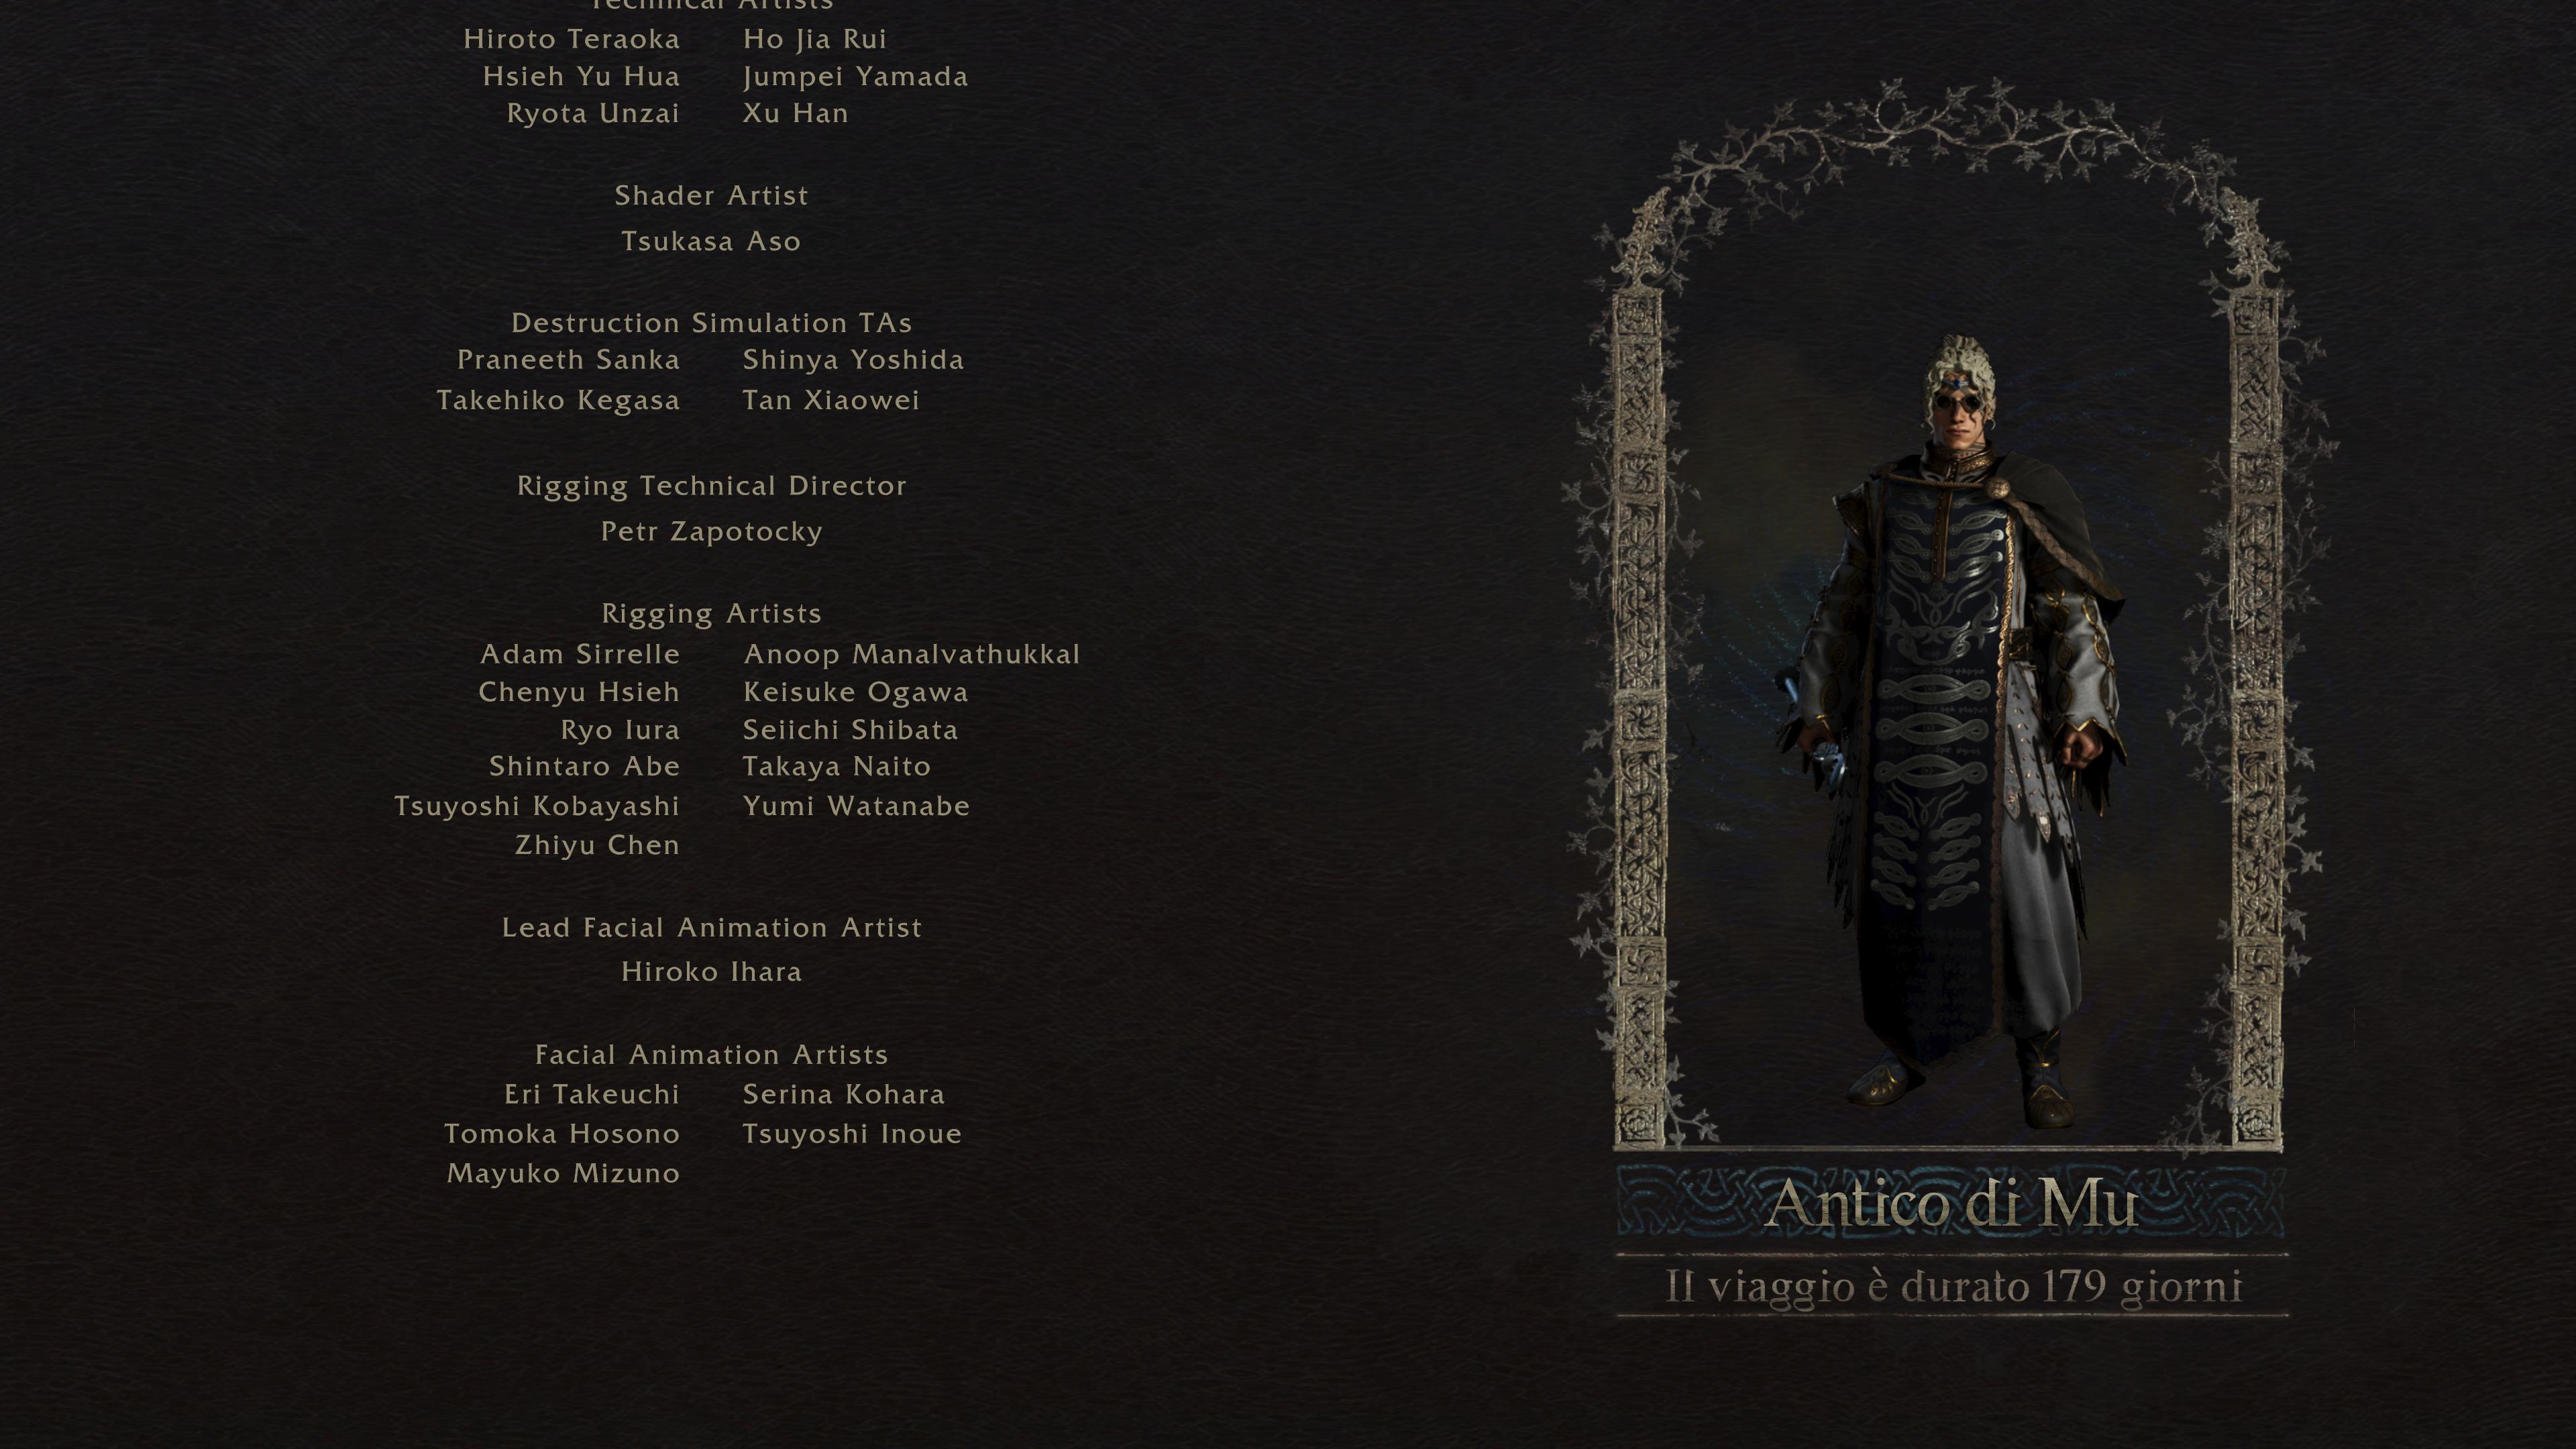 Technical Artists
Hiroto Teraoka Ho Jia Rui
Hsieh Yu Hua Jumpei Yamada
Ryota Unzai Xu Han
Shader Artist
Tsukasa Aso
Destruction Simulation TAs
Praneeth Sanka Shinya Yoshida
Takehiko Kegasa Tan Xiaowei
Rigging Technical Director
Petr Zapotocky
Rigging Artists
Adam Sirrelle Anoop Manalvathukkal
Chenyu Hsieh Keisuke Ogawa
Ryo Iura Seiichi Shibata
Shintaro Abe Takaya Naito
Tsuyoshi Kobayashi Yumi Watanabe
Zhiyu Chen
Lead Facial Animation Artist
Hiroko Ihara
Facial Animation Artists
Eri Takeuchi Serina Kohara
Tomoka Hosono Tsuyoshi Inoue
Mayuko Mizuno
Antico di Mu
Il viaggio è durato 179 giorni